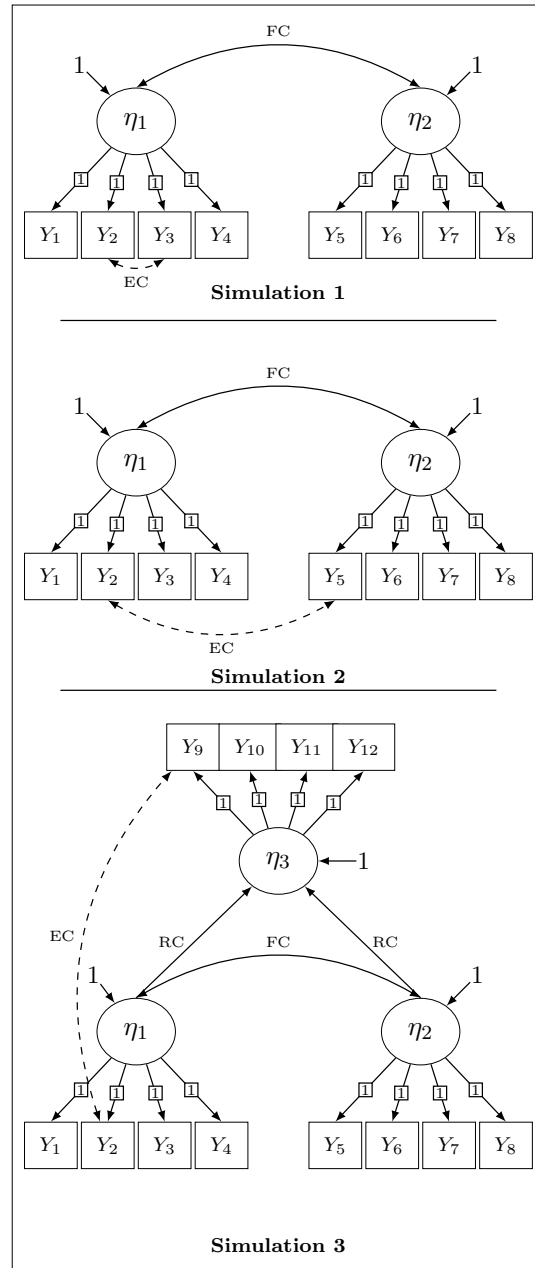 FC
1 1
η1 η2
1 1 1 1 1 1 1 1
Y1 Y2 Y3 Y4 Y5 Y6 Y7 Y8
EC
Simulation 1
FC
1 1
η1 η2
1 1 1 1 1 1 1 1
Y1 Y2 Y3 Y4 Y5 Y6 Y7 Y8
EC
Simulation 2
Y9 Y10 Y11 Y12
1 1 1 1
η3 1
EC RC FC RC
1 1
η1 η2
1 1 1 1 1 1 1 1
Y1 Y2 Y3 Y4 Y5 Y6 Y7 Y8
Simulation 3